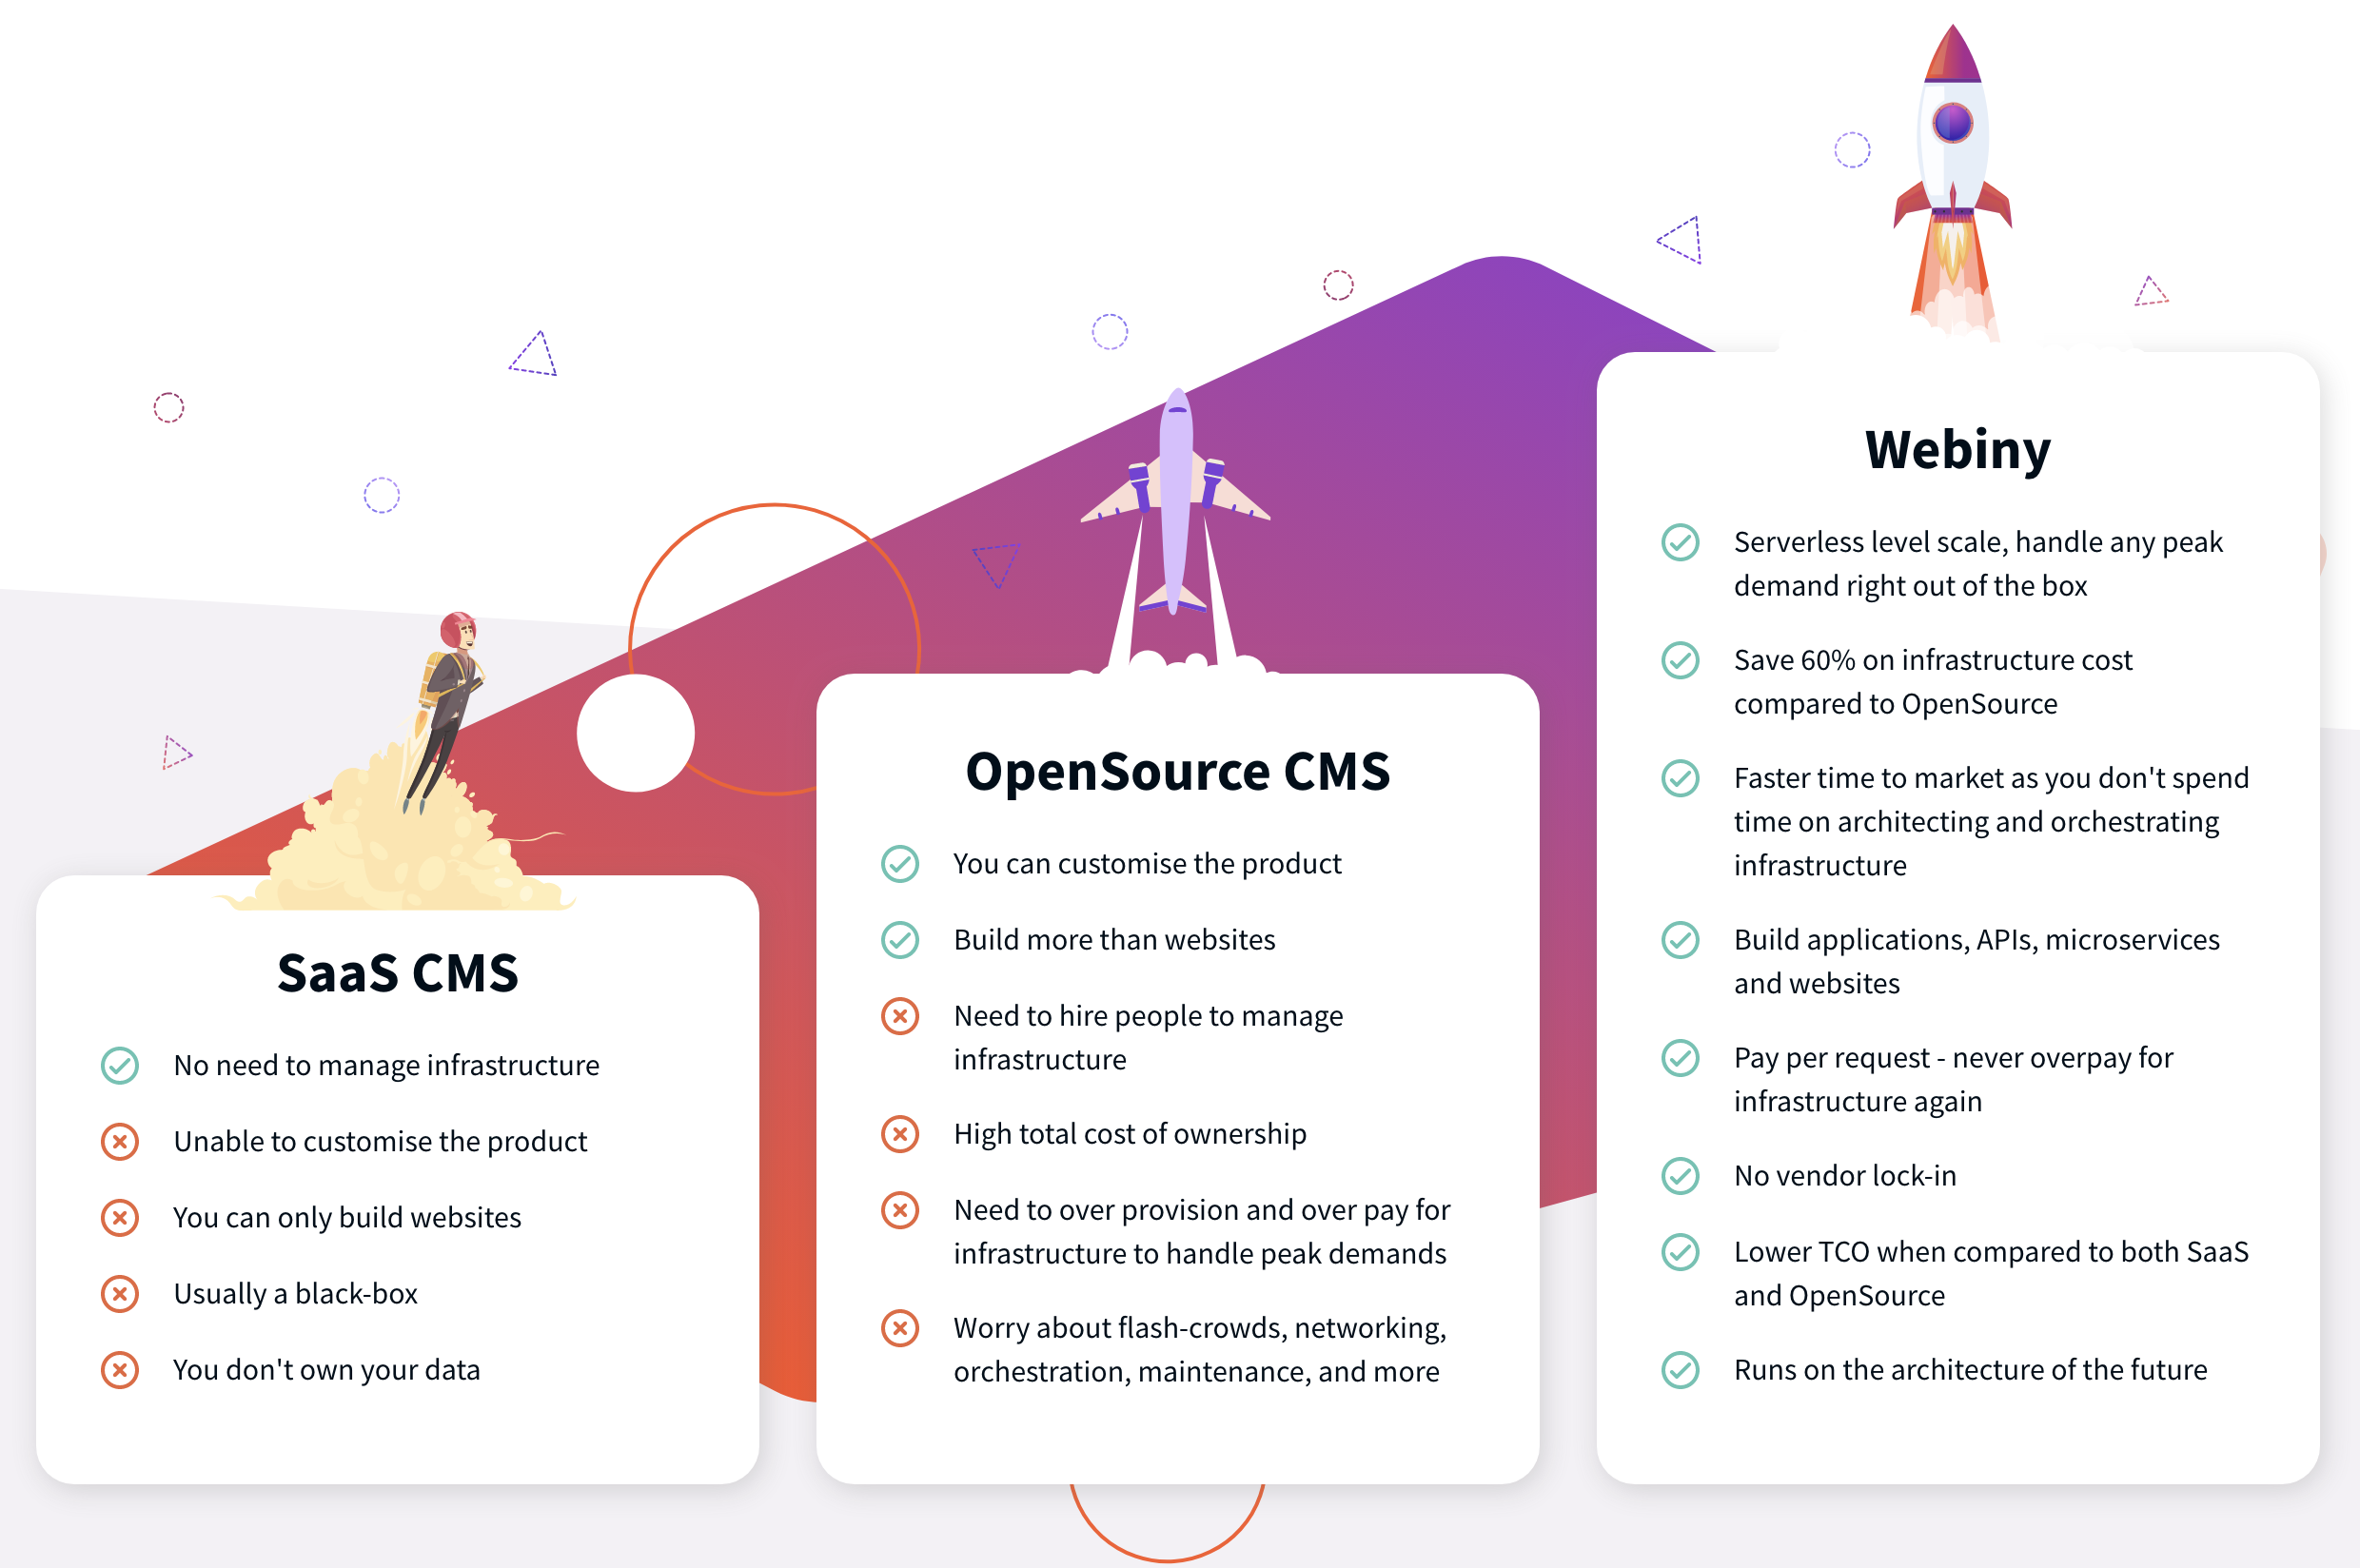 SaaS CMS
No need to manage infrastructure
Unable to customise the product
You can only build websites
Usually a black-box
You don't own your data
OpenSource CMS
You can customise the product
Build more than websites
Need to hire people to manage
infrastructure
High total cost of ownership
Need to over provision and over pay for
infrastructure to handle peak demands
Worry about flash-crowds, networking,
orchestration, maintenance, and more
Webiny
Serverless level scale, handle any peak
demand right out of the box
Save 60% on infrastructure cost
compared to OpenSource
Faster time to market as you don't spend
time on architecting and orchestrating
infrastructure
Build applications, APIs, microservices
and websites
Pay per request - never overpay for
infrastructure again
No vendor lock-in
Lower TCO when compared to both SaaS
and OpenSource
Runs on the architecture of the future